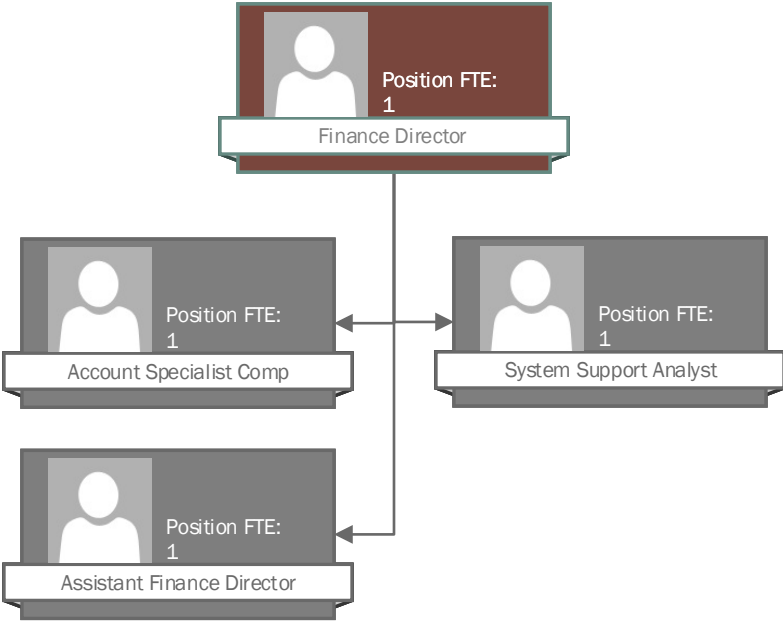 Position FTE:
1
Finance Director
Position FTE:
1
Account Specialist Comp
Position FTE:
1
System Support Analyst
Position FTE:
1
Assistant Finance Director